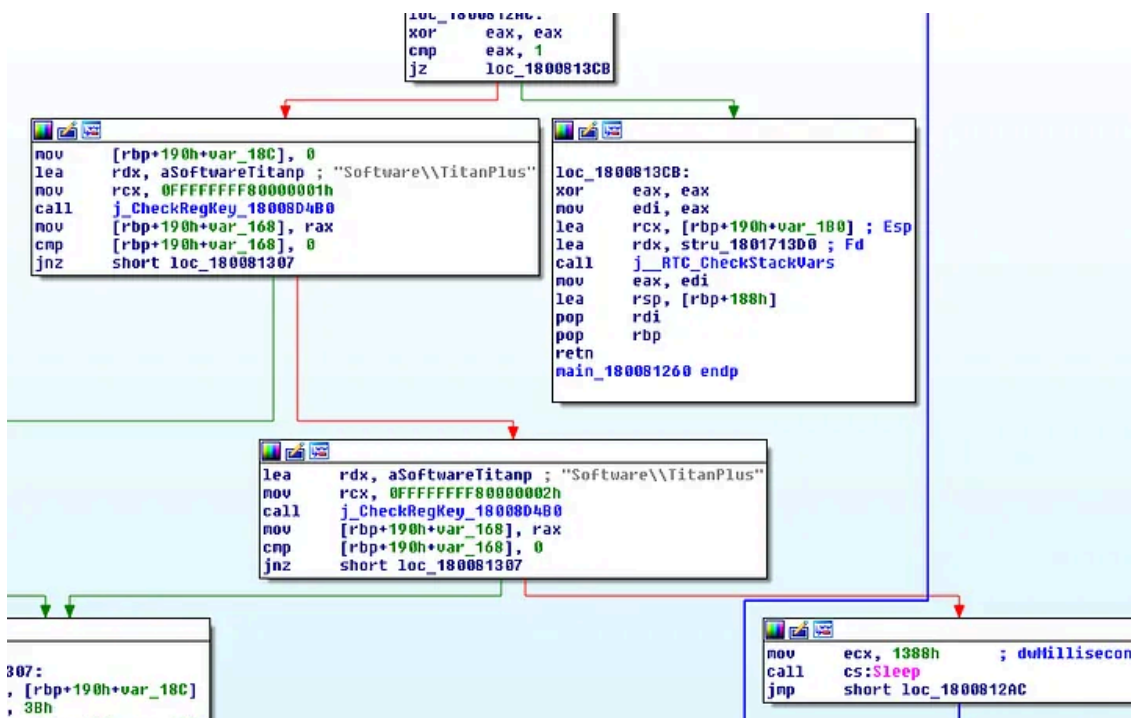 loc_1800812AC:
xor eax, eax
cmp eax, 1
jz loc_1800813CB
mov [rbp+190h+var_18C], 0
lea rdx, aSoftwareTitanp ; "Software\\TitanPlus"
mov rcx, 0FFFFFFFF80000001h
call j_CheckRegKey_18008D4B0
mov [rbp+190h+var_168], rax
cmp [rbp+190h+var_168], 0
jnz short loc_180081307
loc_1800813CB:
xor eax, eax
mov edi, eax
lea rcx, [rbp+190h+var_1B0] ; Esp
lea rdx, stru_1801713D0 ; Fd
call j__RTC_CheckStackVars
mov eax, edi
lea rsp, [rbp+188h]
pop rdi
pop rbp
retn
main_180081260 endp
lea rdx, aSoftwareTitanp ; "Software\\TitanPlus"
mov rcx, 0FFFFFFFF80000002h
call j_CheckRegKey_18008D4B0
mov [rbp+190h+var_168], rax
cmp [rbp+190h+var_168], 0
jnz short loc_180081307
307:
, [rbp+190h+var_18C]
, 3Bh
mov ecx, 1388h ; dwMillisecon
call cs:Sleep
jmp short loc_1800812AC